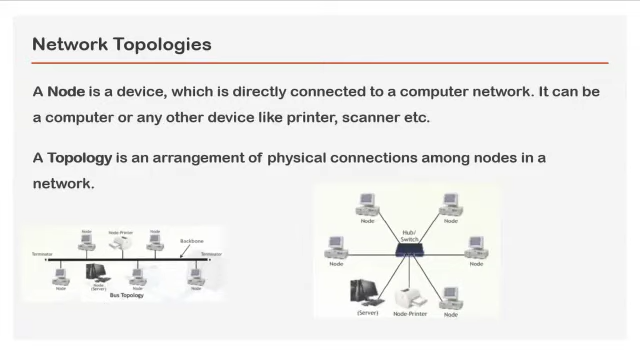 Network Topologies
A Node is a device, which is directly connected to a computer network. It can be
a computer or any other device like printer, scanner etc.
A Topology is an arrangement of physical connections among nodes in a
network.
Node Node-Printer Node
Backbone
Terminator Terminator
Node Node (Server) Node Node
Bus Topology
Node Node
Hub/
Switch
Node Node
(Server) Node-Printer Node